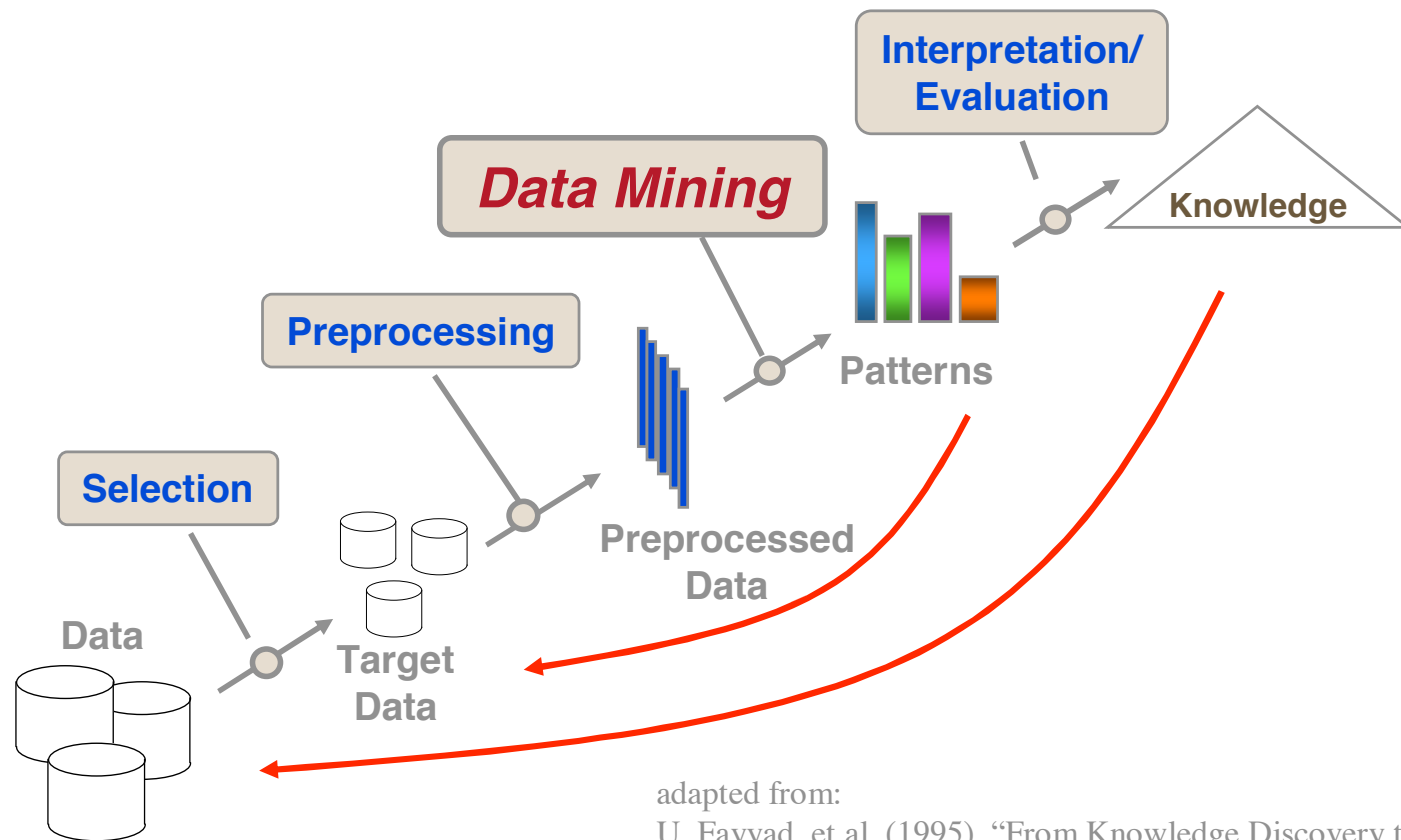 Interpretation/
Evaluation
Data Mining
Knowledge
Preprocessing
Patterns
Selection
Preprocessed
Data
Data
Target
Data
adapted from:
U. Fayyad, et al. (1995), “From Knowledge Discovery t